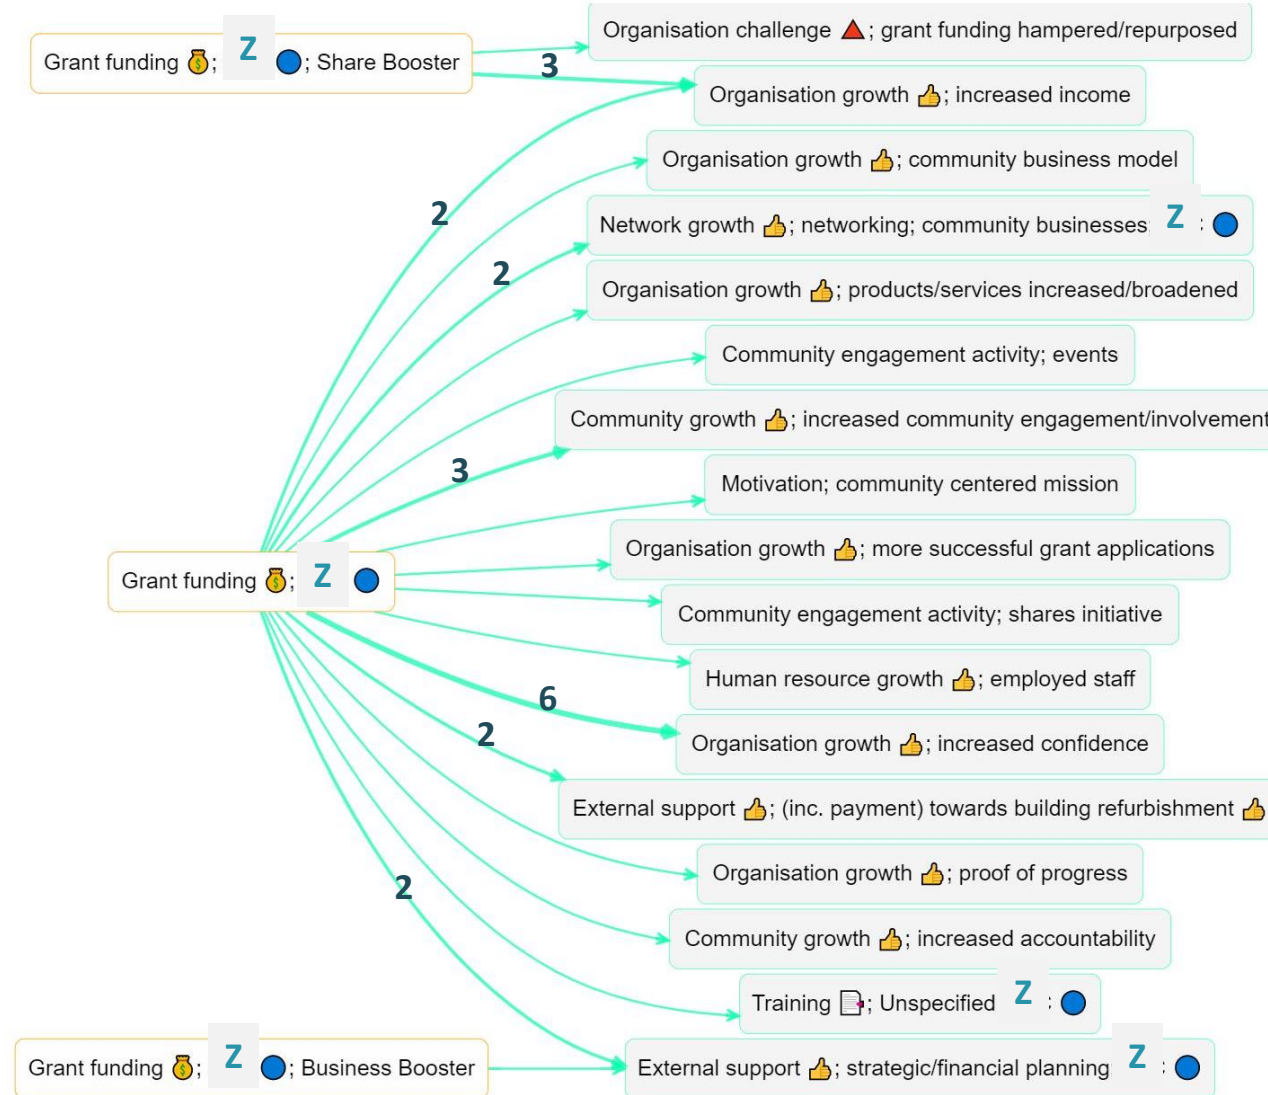 Grant funding 💰; Z 🔵; Share Booster
Organisation challenge 🔺; grant funding hampered/repurposed
3
Organisation growth 👍; increased income
Organisation growth 👍; community business model
2
Network growth 👍; networking; community businesses; Z ; 🔵
2
Organisation growth 👍; products/services increased/broadened
Community engagement activity; events
Community growth 👍; increased community engagement/involvement
3
Motivation; community centered mission
Organisation growth 👍; more successful grant applications
Grant funding 💰; Z 🔵
Community engagement activity; shares initiative
Human resource growth 👍; employed staff
6
Organisation growth 👍; increased confidence
2
External support 👍; (inc. payment) towards building refurbishment 👍
Organisation growth 👍; proof of progress
2
Community growth 👍; increased accountability
Training 📑; Unspecified Z ; 🔵
Grant funding 💰; Z 🔵; Business Booster
External support 👍; strategic/financial planning; Z ; 🔵